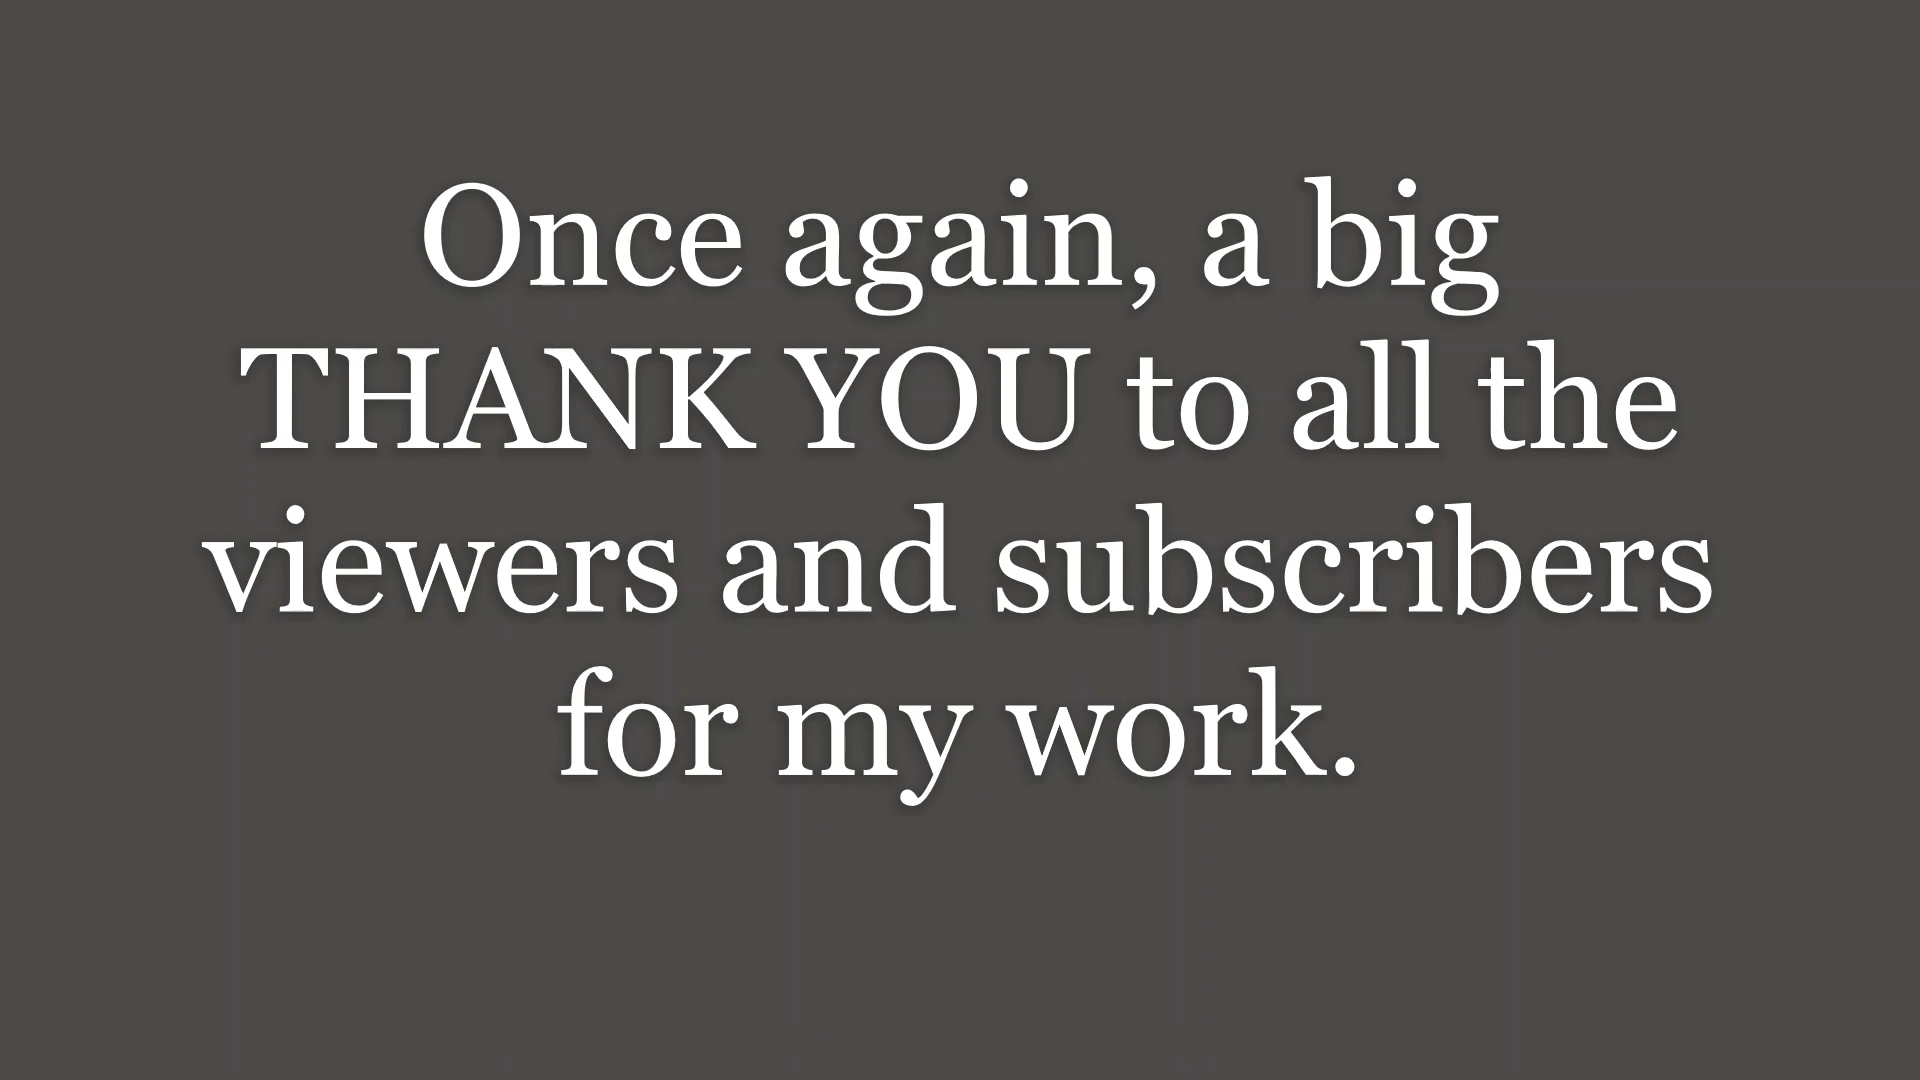 Once again, a big
THANK YOU to all the
viewers and subscribers
for my work.